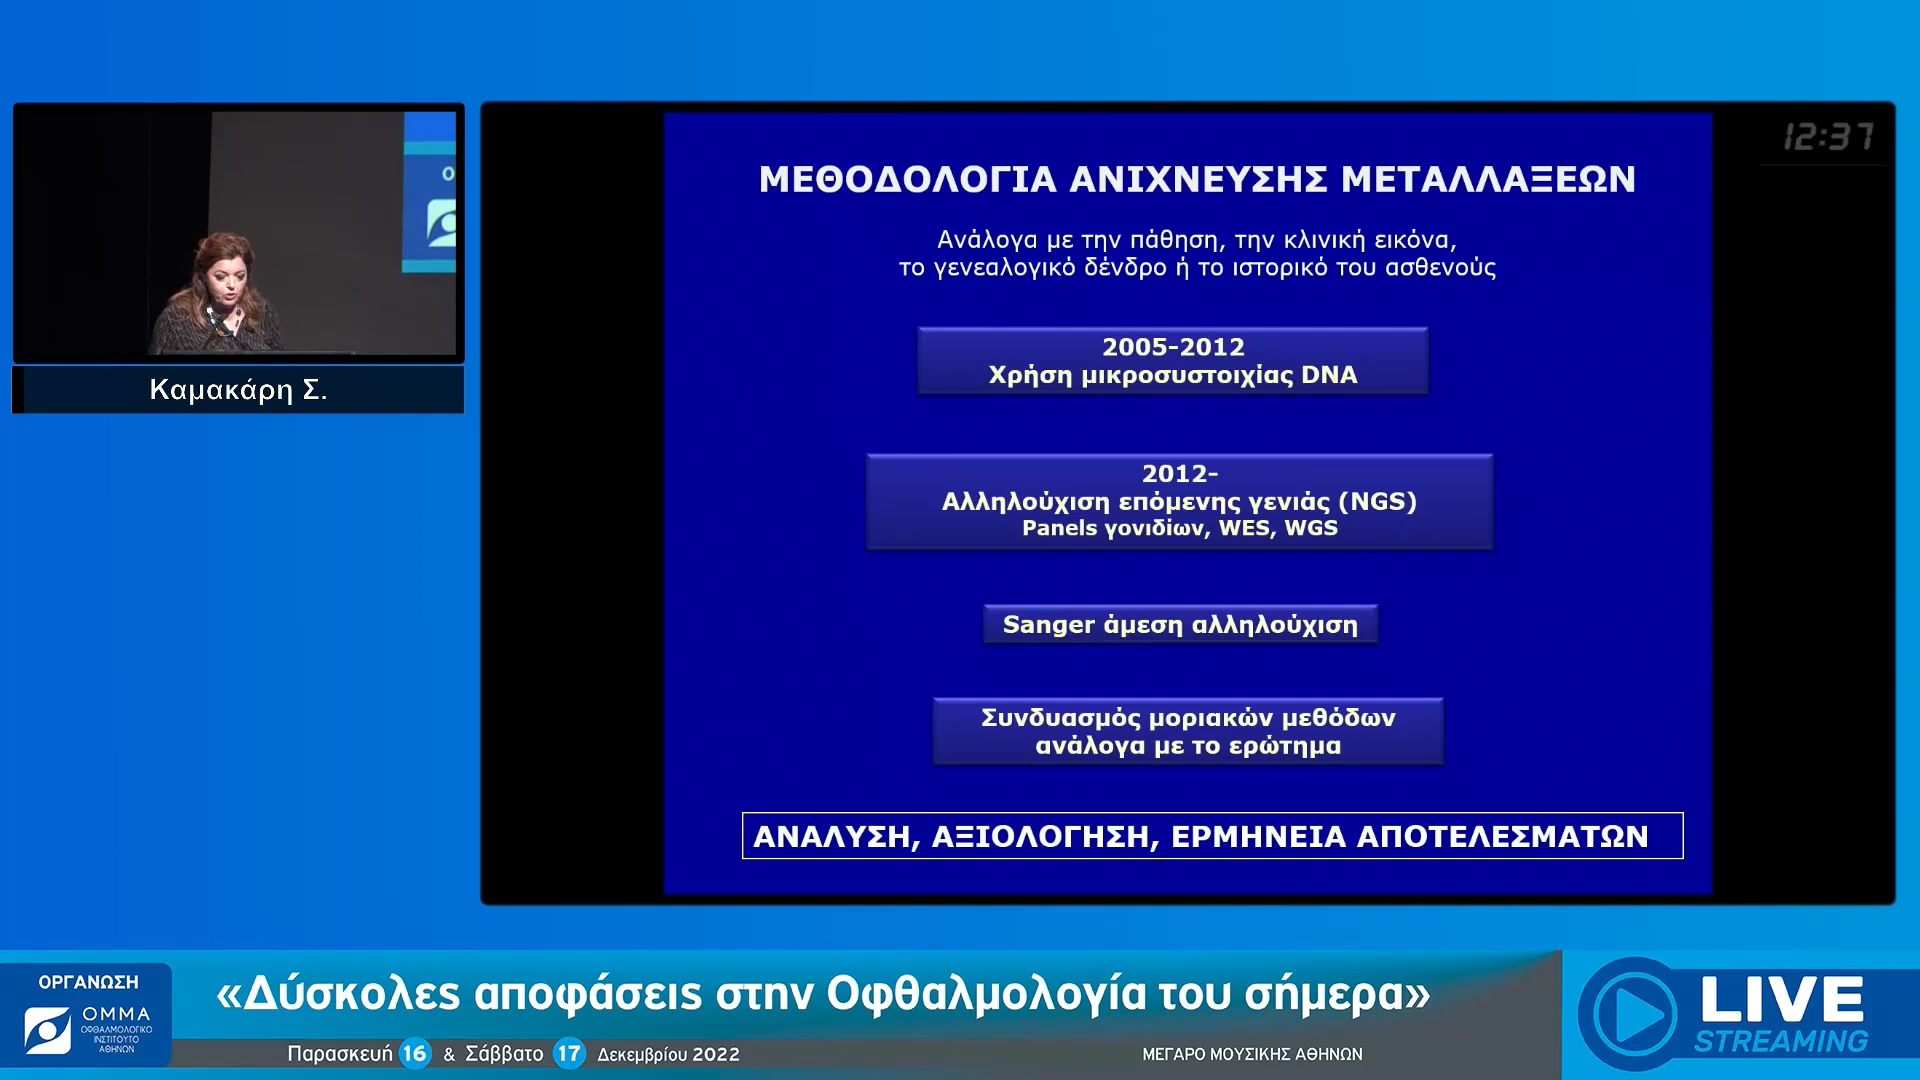 12:37
Ο
Καμακάρη Σ.
ΜΕΘΟΔΟΛΟΓΙΑ ΑΝΙΧΝΕΥΣΗΣ ΜΕΤΑΛΛΑΞΕΩΝ
Ανάλογα με την πάθηση, την κλινική εικόνα,
το γενεαλογικό δένδρο ή το ιστορικό του ασθενούς
2005-2012
Χρήση μικροσυστοιχίας DNA
2012-
Αλληλούχιση επόμενης γενιάς (NGS)
Panels γονιδίων, WES, WGS
Sanger άμεση αλληλούχιση
Συνδυασμός μοριακών μεθόδων
ανάλογα με το ερώτημα
ΑΝΑΛΥΣΗ, ΑΞΙΟΛΟΓΗΣΗ, ΕΡΜΗΝΕΙΑ ΑΠΟΤΕΛΕΣΜΑΤΩΝ
ΟΡΓΑΝΩΣΗ
ΟΜΜΑ
ΟΦΘΑΛΜΟΛΟΓΙΚΟ
ΙΝΣΤΙΤΟΥΤΟ
ΑΘΗΝΩΝ
«Δύσκολες αποφάσεις στην Οφθαλμολογία του σήμερα»
Παρασκευή 16 & Σάββατο 17 Δεκεμβρίου 2022
ΜΕΓΑΡΟ ΜΟΥΣΙΚΗΣ ΑΘΗΝΩΝ
LIVE
STREAMING